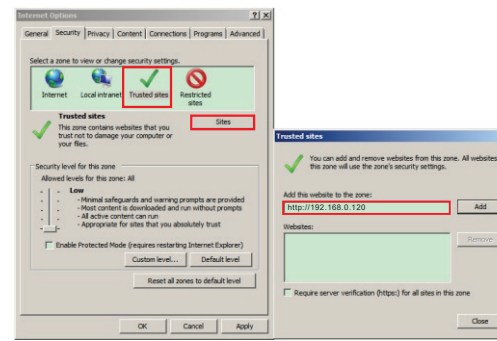 Internet Options
General Security Privacy Content Connections Programs Advanced
Select a zone to view or change security settings.
Internet
Local intranet
Trusted sites
Restricted
sites
Trusted sites
This zone contains websites that you
trust not to damage your computer or
your files.
Sites
Security level for this zone
Allowed levels for this zone: All
Low
- Minimal safeguards and warning prompts are provided
- Most content is downloaded and run without prompts
- All active content can run
- Appropriate for sites that you absolutely trust
Enable Protected Mode (requires restarting Internet Explorer)
Custom level... Default level
Reset all zones to default level
OK Cancel Apply
Trusted sites
You can add and remove websites from this zone. All websites
this zone will use the zone's security settings.
Add this website to the zone:
http://192.168.0.120
Add
Websites:
Remove
Require server verification (https:) for all sites in this zone
Close